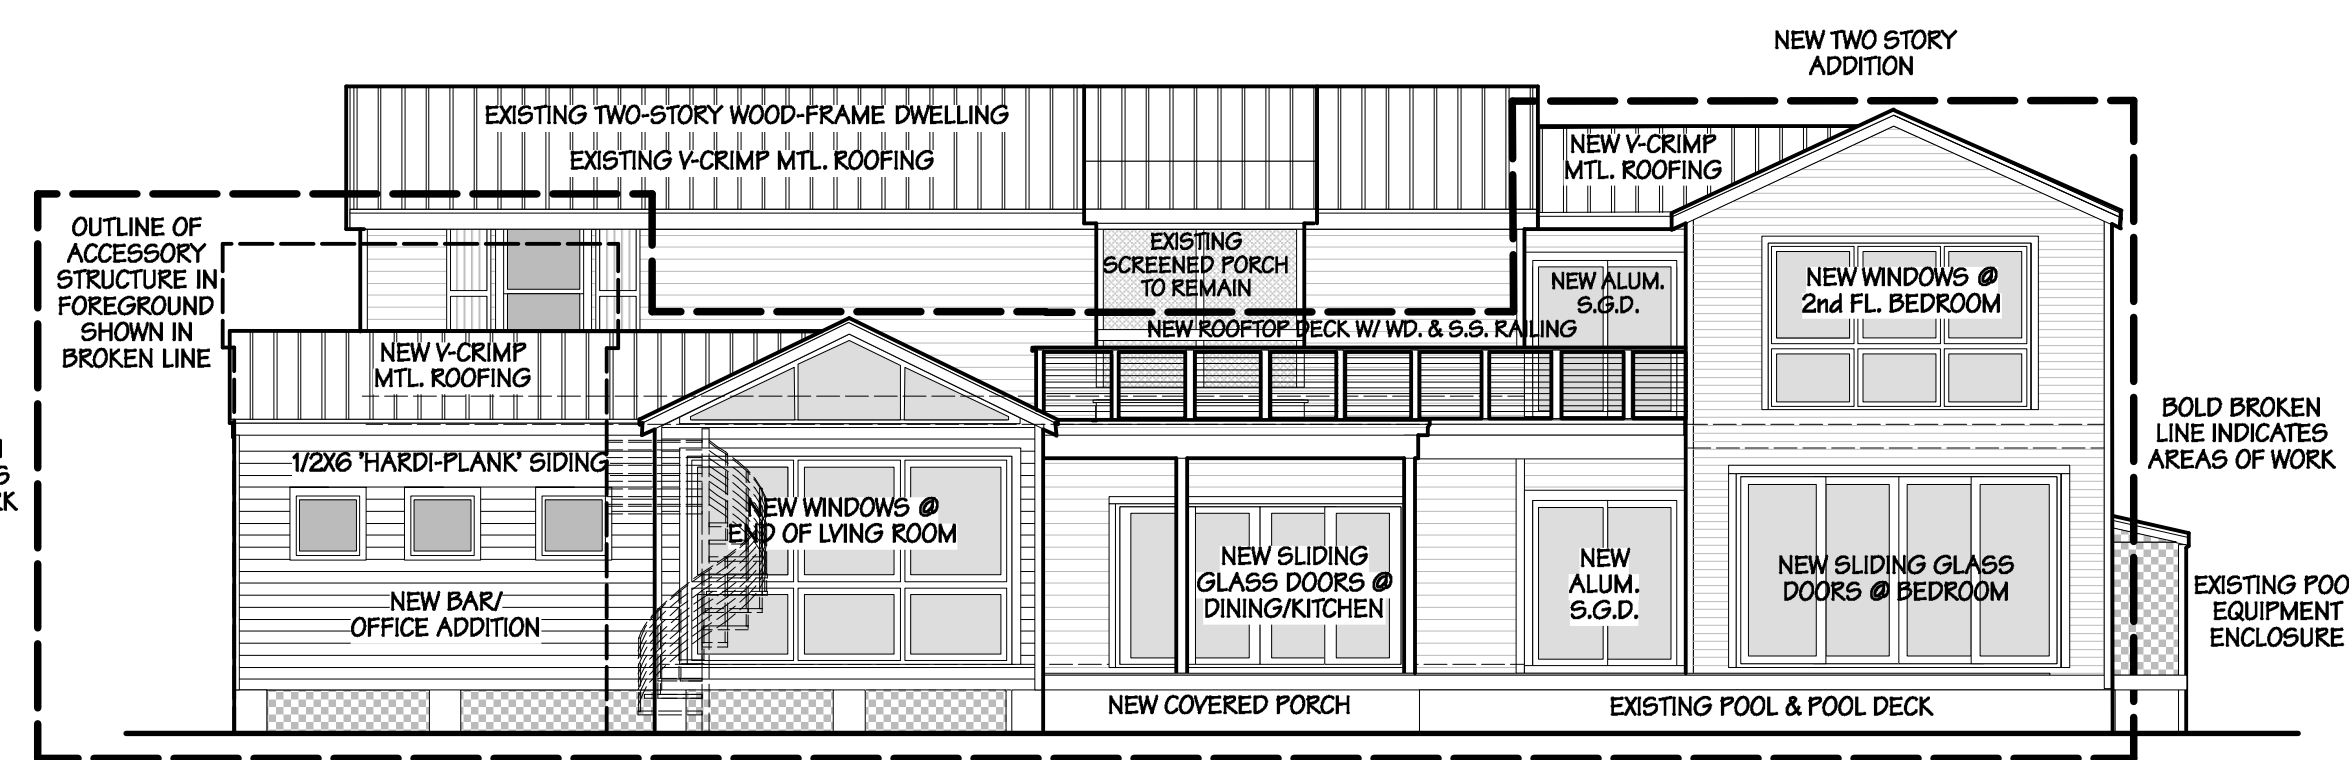 NEW TWO STORY
ADDITION
EXISTING TWO-STORY WOOD-FRAME DWELLING
EXISTING V-CRIMP MTL. ROOFING
NEW V-CRIMP
MTL. ROOFING
OUTLINE OF
ACCESSORY
STRUCTURE IN
FOREGROUND
SHOWN IN
BROKEN LINE
EXISTING
SCREENED PORCH
TO REMAIN
NEW ALUM.
S.G.D.
NEW WINDOWS @
2nd FL. BEDROOM
NEW ROOFTOP DECK W/ WD. & S.S. RAILING
NEW V-CRIMP
MTL. ROOFING
BOLD BROKEN
LINE INDICATES
AREAS OF WORK
1/2X6 'HARDI-PLANK' SIDING
NEW WINDOWS @
END OF LVING ROOM
NEW SLIDING
GLASS DOORS @
DINING/KITCHEN
NEW
ALUM.
S.G.D.
NEW SLIDING GLASS
DOORS @ BEDROOM
NEW BAR/
OFFICE ADDITION
EXISTING POO
EQUIPMENT
ENCLOSURE
NEW COVERED PORCH
EXISTING POOL & POOL DECK